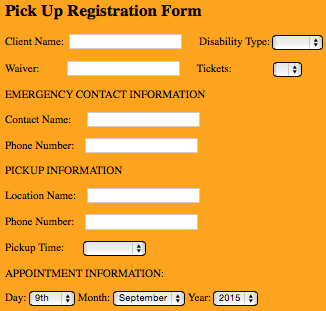 Pick Up Registration Form
Client Name: Disability Type:
Waiver: Tickets:
EMERGENCY CONTACT INFORMATION
Contact Name:
Phone Number:
PICKUP INFORMATION
Location Name:
Phone Number:
Pickup Time:
APPOINTMENT INFORMATION:
Day: 9th Month: September Year: 2015